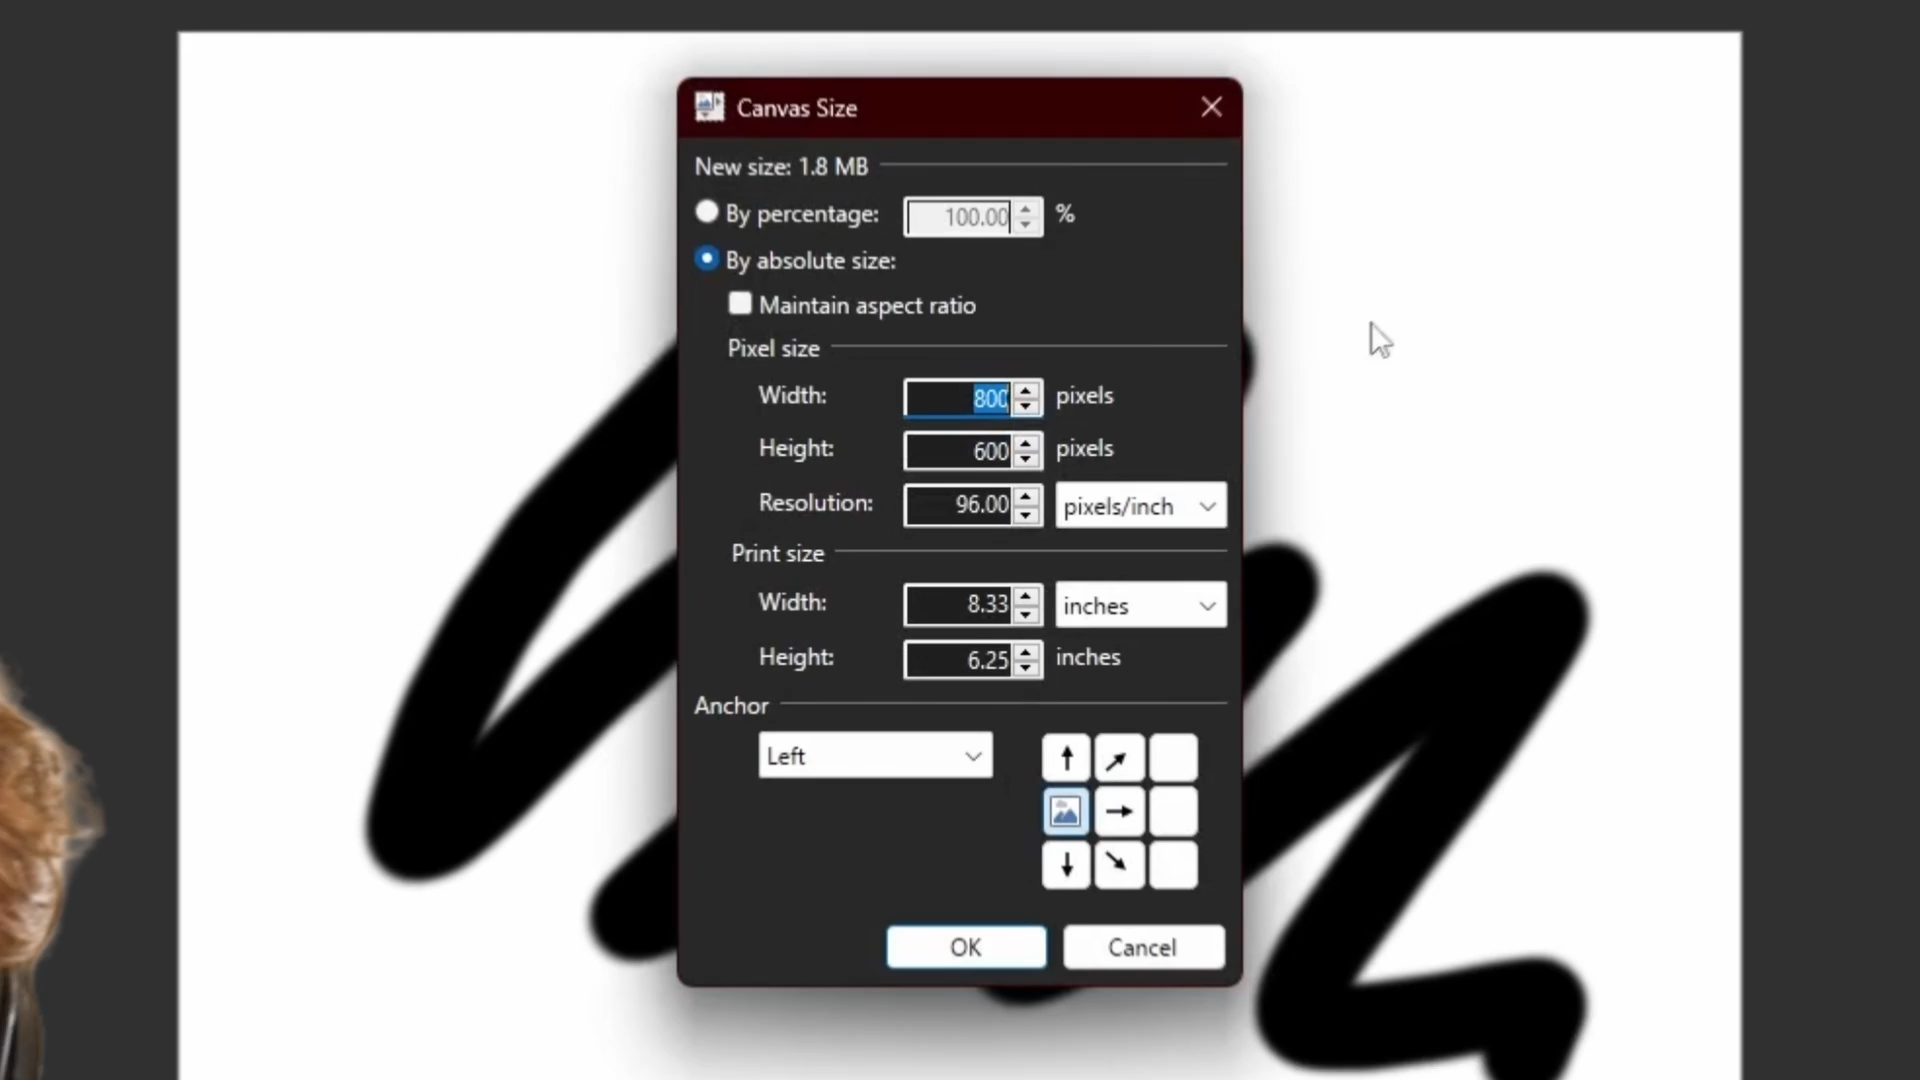 Canvas Size
New size: 1.8 MB
By percentage: 100.00 %
By absolute size:
Maintain aspect ratio
Pixel size
Width: 800 pixels
Height: 600 pixels
Resolution: 96.00 pixels/inch
Print size
Width: 8.33 inches
Height: 6.25 inches
Anchor
Left
OK Cancel